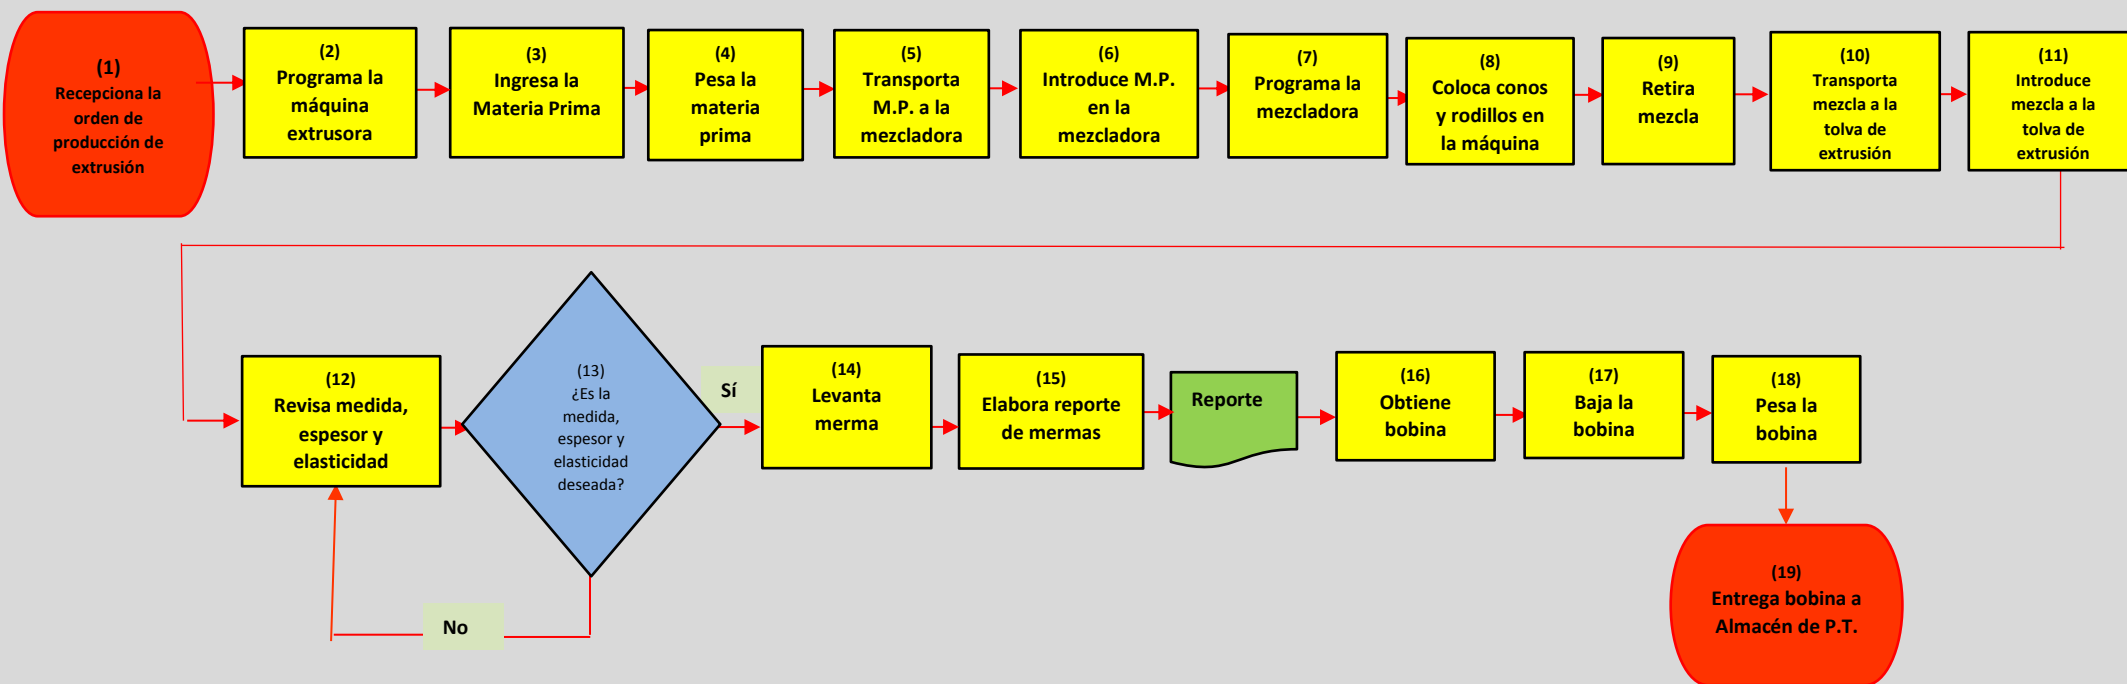 (1)
Recepciona la
orden de
producción de
extrusión
(2)
Programa la
máquina
extrusora
(3)
Ingresa la
Materia Prima
(4)
Pesa la
materia
prima
(5)
Transporta
M.P. a la
mezcladora
(6)
Introduce M.P.
en la
mezcladora
(7)
Programa la
mezcladora
(8)
Coloca conos
y rodillos en
la máquina
(9)
Retira
mezcla
(10)
Transporta
mezcla a la
tolva de
extrusión
(11)
Introduce
mezcla a la
tolva de
extrusión
(12)
Revisa medida,
espesor y
elasticidad
(13)
¿Es la
medida,
espesor y
elasticidad
deseada?
Sí
No
(14)
Levanta
merma
(15)
Elabora reporte
de mermas
Reporte
(16)
Obtiene
bobina
(17)
Baja la
bobina
(18)
Pesa la
bobina
(19)
Entrega bobina a
Almacén de P.T.